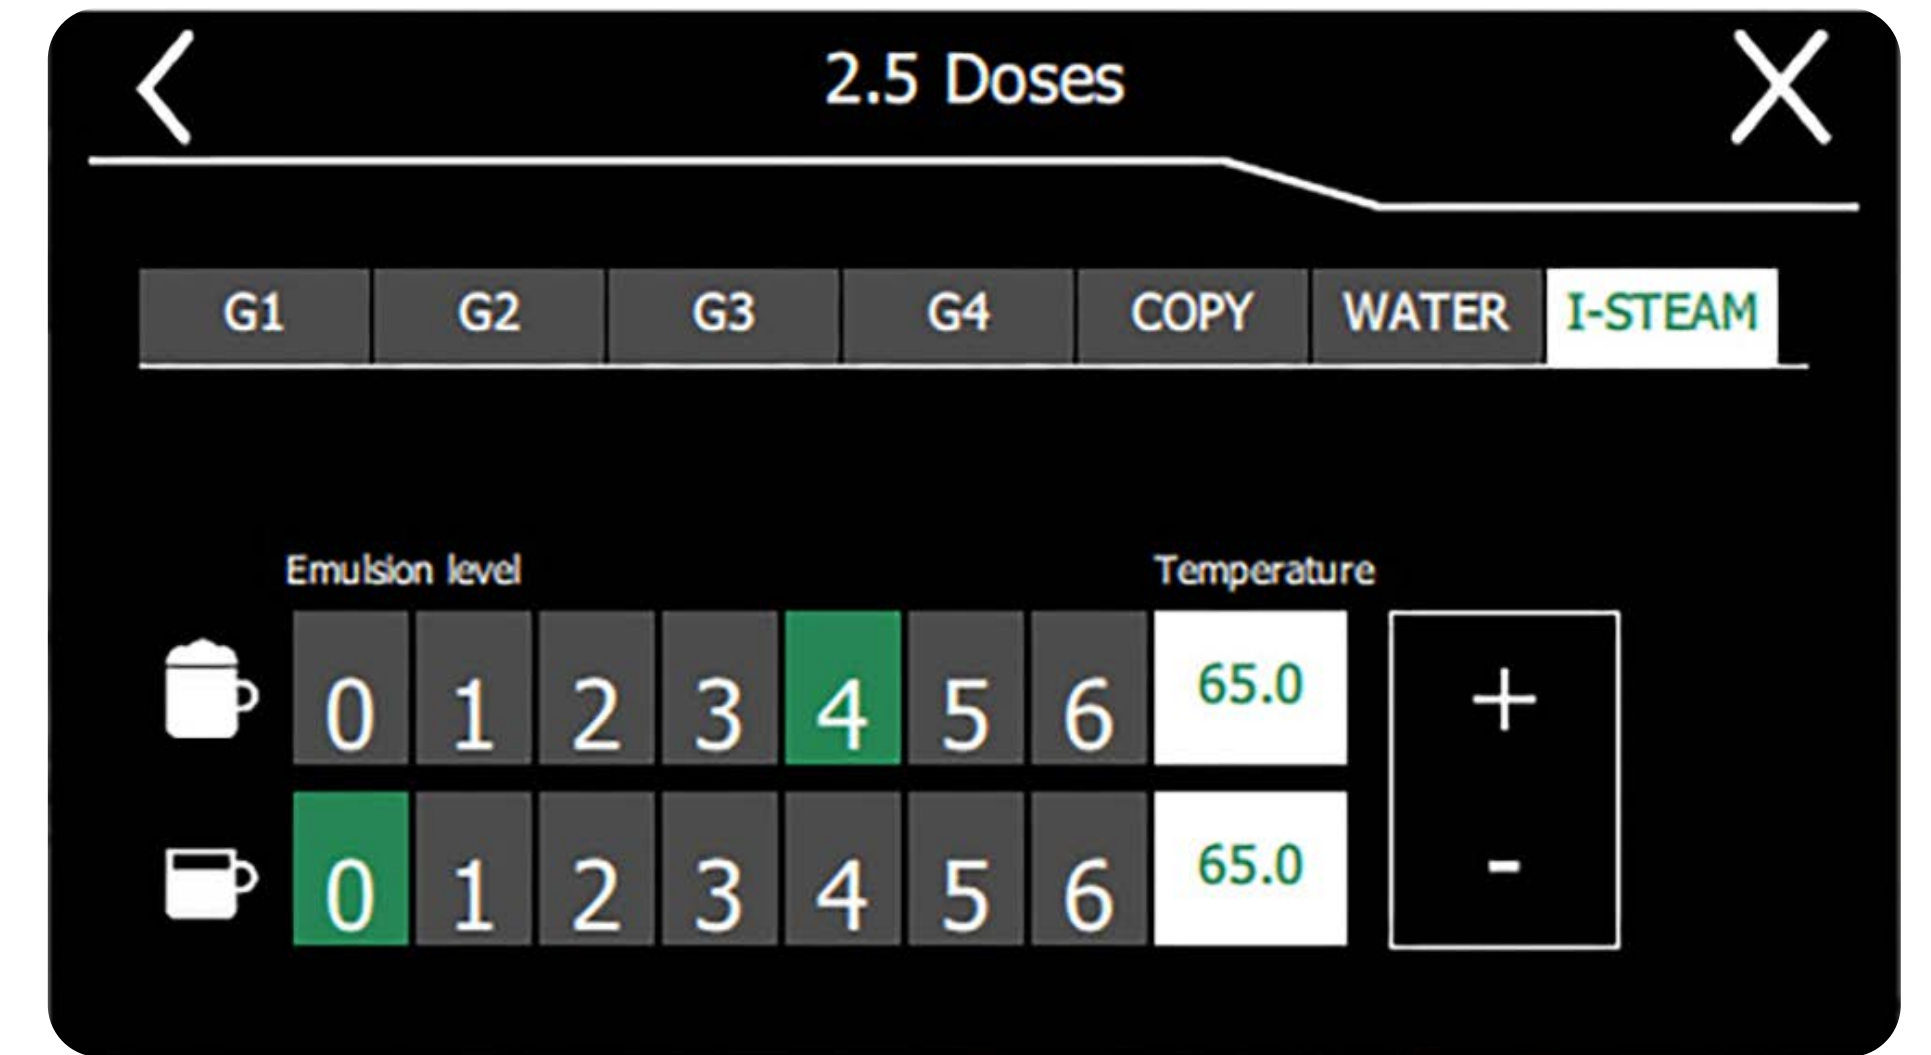 2.5 Doses
G1 G2 G3 G4 COPY WATER I-STEAM
Emulsion level Temperature
0 1 2 3 4 5 6 65.0 +
0 1 2 3 4 5 6 65.0 -